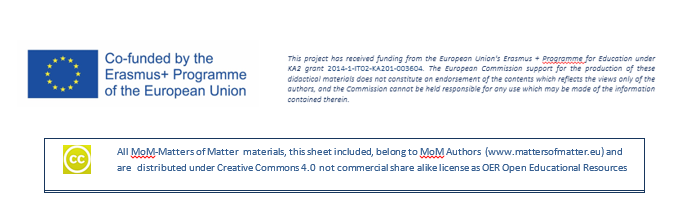 Co-funded by the
Erasmus+ Programme
of the European Union
This project has received funding from the European Union's Erasmus + Programme for Education under
KA2 grant 2014-1-IT02-KA201-003604. The European Commission support for the production of these
didactical materials does not constitute an endorsement of the contents which reflects the views only of the
authors, and the Commission cannot be held responsible for any use which may be made of the information
contained therein.
cc
All MoM-Matters of Matter materials, this sheet included, belong to MoM Authors (www.mattersofmatter.eu) and
are distributed under Creative Commons 4.0 not commercial share alike license as OER Open Educational Resources